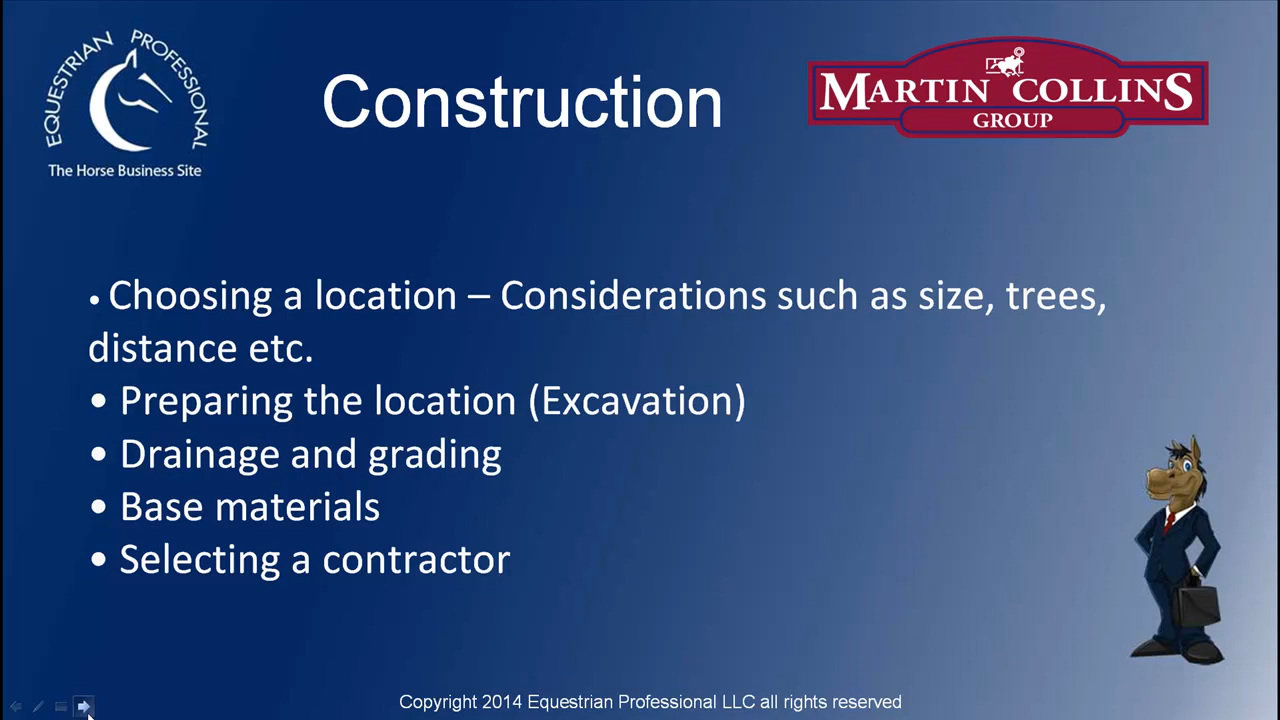 EQUESTRIAN PROFESSIONAL
The Horse Business Site
Construction
MARTIN COLLINS
GROUP
• Choosing a location – Considerations such as size, trees,
distance etc.
• Preparing the location (Excavation)
• Drainage and grading
• Base materials
• Selecting a contractor
Copyright 2014 Equestrian Professional LLC all rights reserved